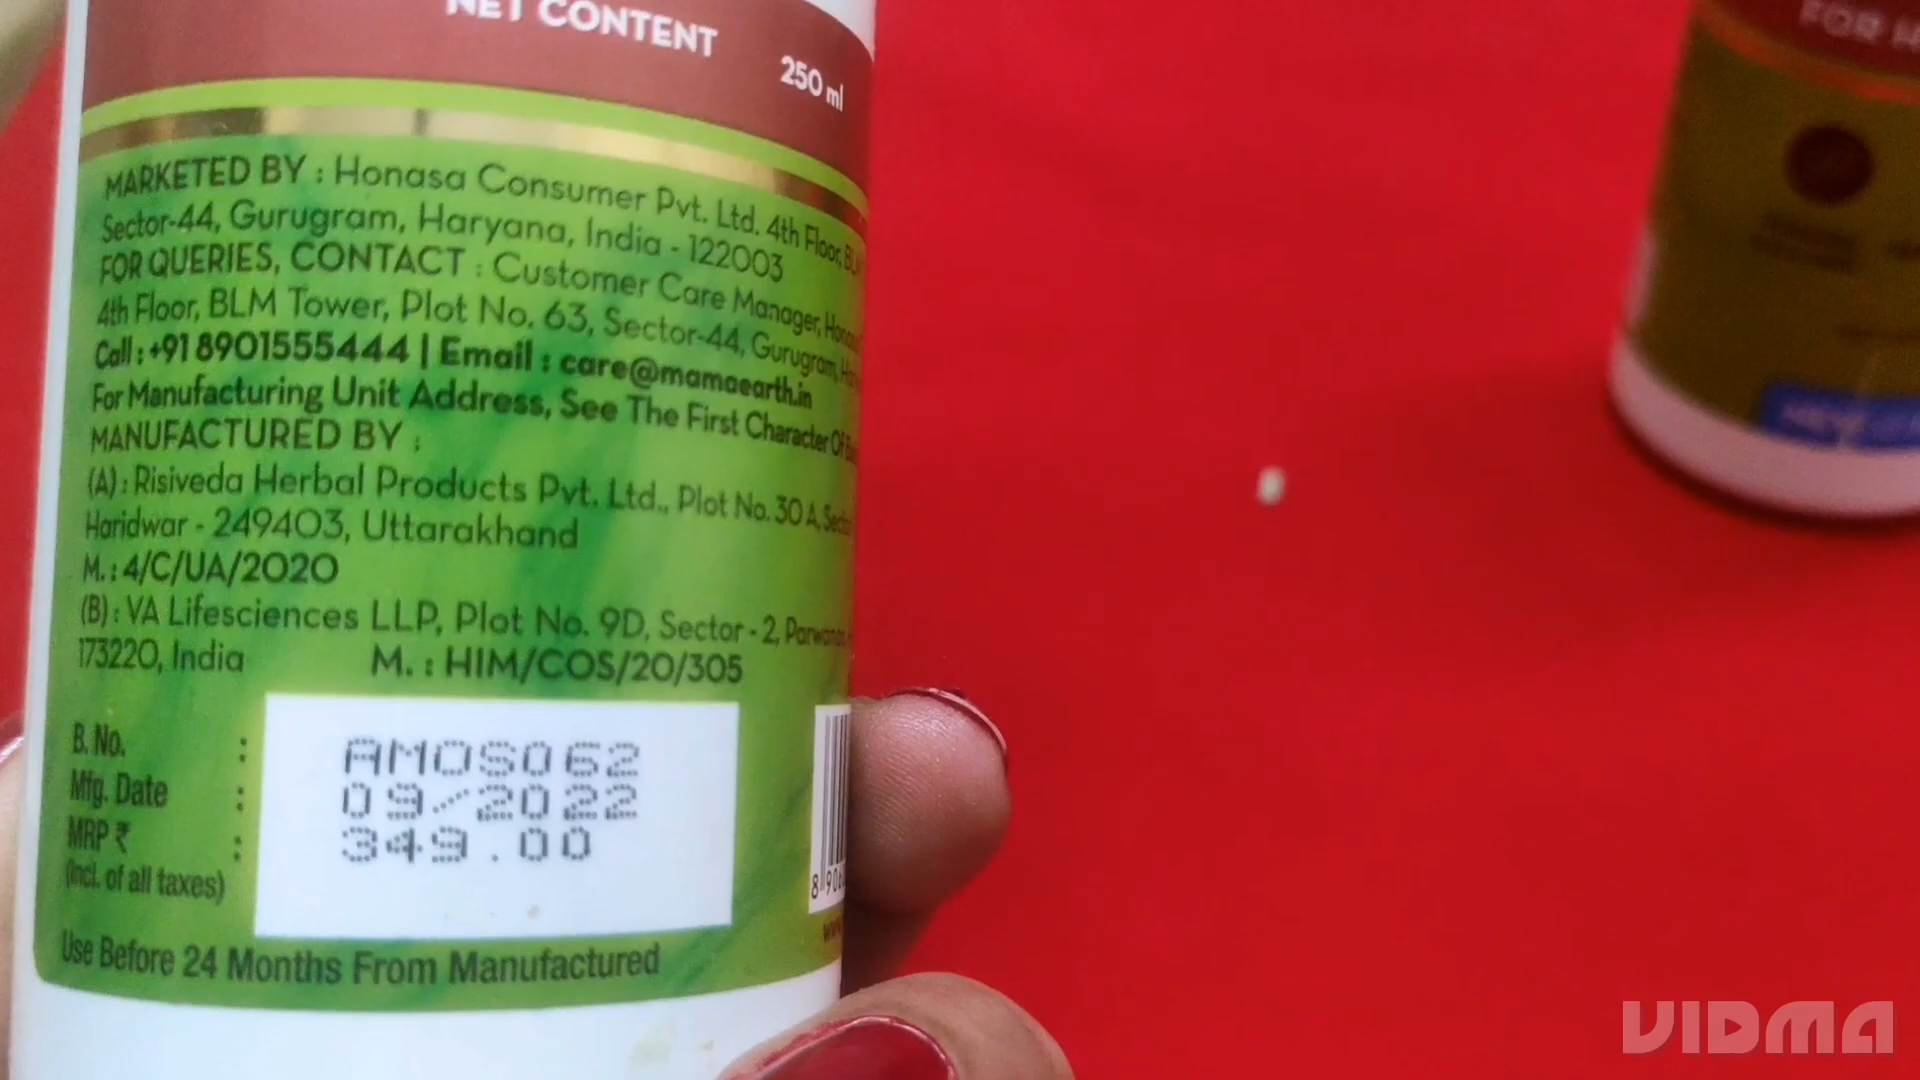 NET CONTENT
250 ml
MARKETED BY : Honasa Consumer Pvt. Ltd. 4th Floor,
Sector-44, Gurugram, Haryana, India - 122003
FOR QUERIES, CONTACT : Customer Care Manager,
4th Floor, BLM Tower, Plot No. 63, Sector-44, Gurugram,
Call : +91 8901555444 | Email : care@mamaearth.in
For Manufacturing Unit Address, See The First Character Of
MANUFACTURED BY :
(A) : Risiveda Herbal Products Pvt. Ltd., Plot No. 30 A,
Haridwar - 249403, Uttarakhand
M. : 4/C/UA/2020
(B) : VA Lifesciences LLP, Plot No. 9D, Sector - 2,
173220, India M. : HIM/COS/20/305
B. No. : AMOS062
Mfg. Date : 09/2022
MRP ₹ : 349.00
(incl. of all taxes)
Use Before 24 Months From Manufactured
FOR
VIDMA